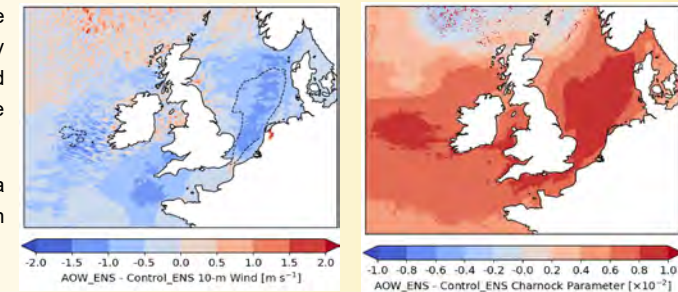 e
y
d
e
a
n
-2.0 -1.5 -1.0 -0.5 0.0 0.5 1.0 1.5 2.0
AOW_ENS - Control_ENS 10-m Wind [m s⁻¹]
-1.0 -0.8 -0.6 -0.4 -0.2 0.2 0.4 0.6 0.8 1.0
AOW_ENS - Control_ENS Charnock Parameter [×10⁻²]